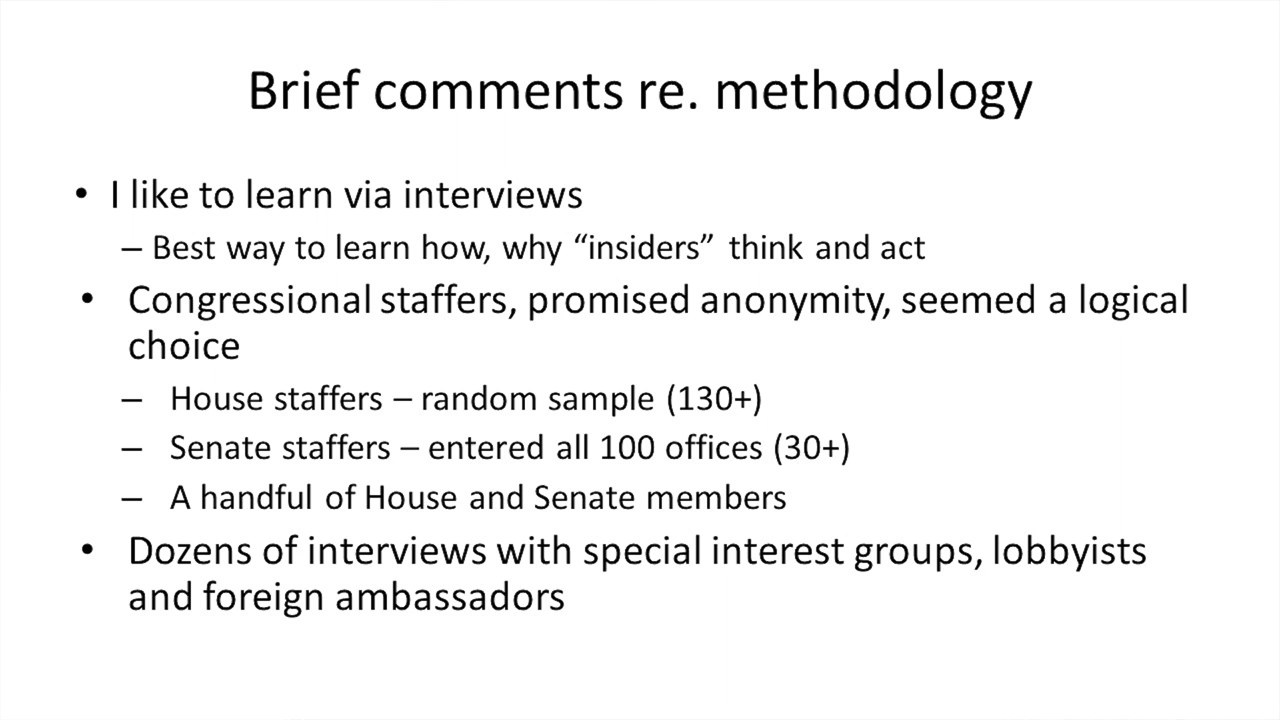 Brief comments re. methodology
• I like to learn via interviews
– Best way to learn how, why “insiders” think and act
• Congressional staffers, promised anonymity, seemed a logical
choice
– House staffers – random sample (130+)
– Senate staffers – entered all 100 offices (30+)
– A handful of House and Senate members
• Dozens of interviews with special interest groups, lobbyists
and foreign ambassadors